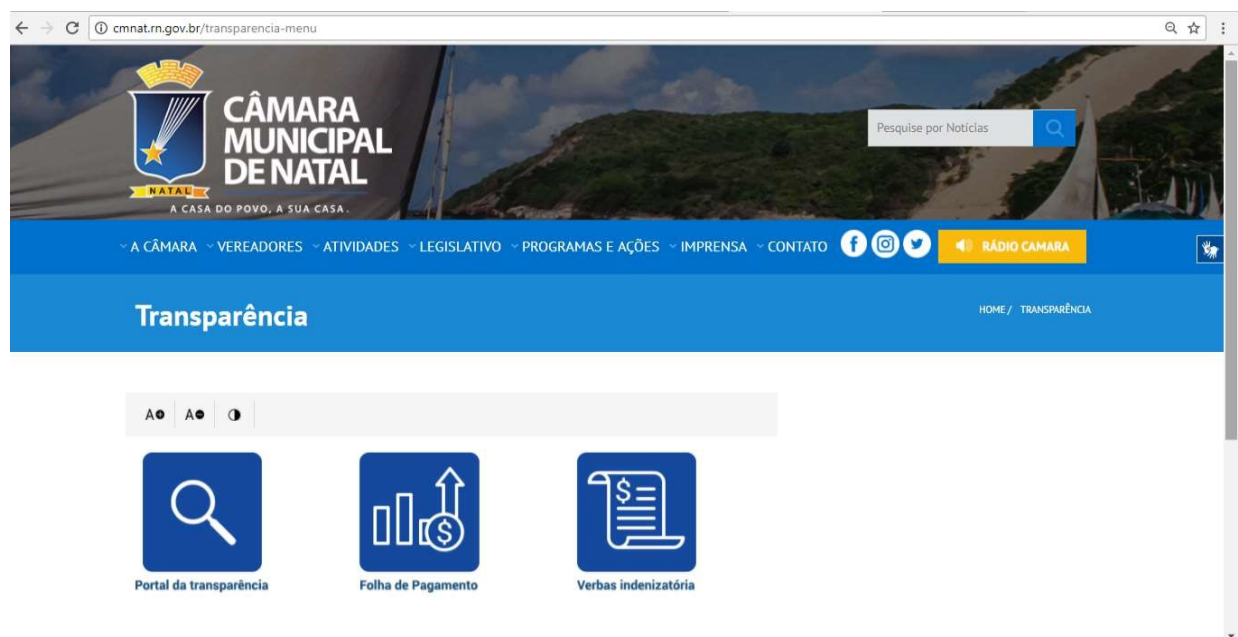 cmnat.rn.gov.br/transparencia-menu
CÂMARA
MUNICIPAL
DE NATAL
NATAL
A CASA DO POVO, A SUA CASA.
Pesquise por Notícias
A CÂMARA VEREADORES ATIVIDADES LEGISLATIVO PROGRAMAS E AÇÕES IMPRENSA CONTATO RÁDIO CAMARA
Transparência
HOME / TRANSPARÊNCIA
A A
Portal da transparência Folha de Pagamento Verbas indenizatória